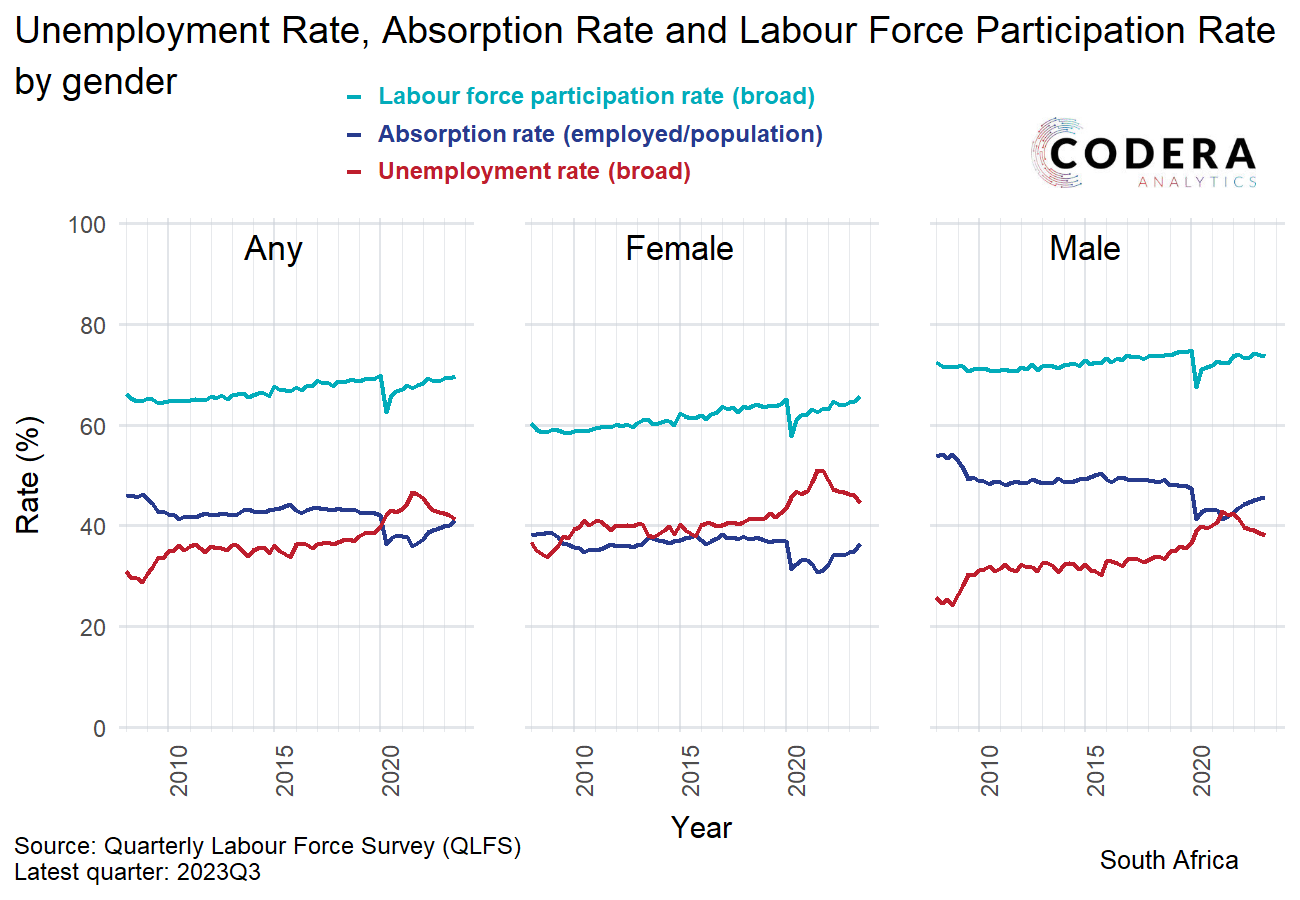 Unemployment Rate, Absorption Rate and Labour Force Participation Rate
by gender
Labour force participation rate (broad)
Absorption rate (employed/population)
Unemployment rate (broad)
CODERA
ANALYTICS
Any
Female
Male
100
80
60
40
20
0
Rate (%)
2010
2015
2020
2010
2015
2020
2010
2015
2020
Year
Source: Quarterly Labour Force Survey (QLFS)
Latest quarter: 2023Q3
South Africa